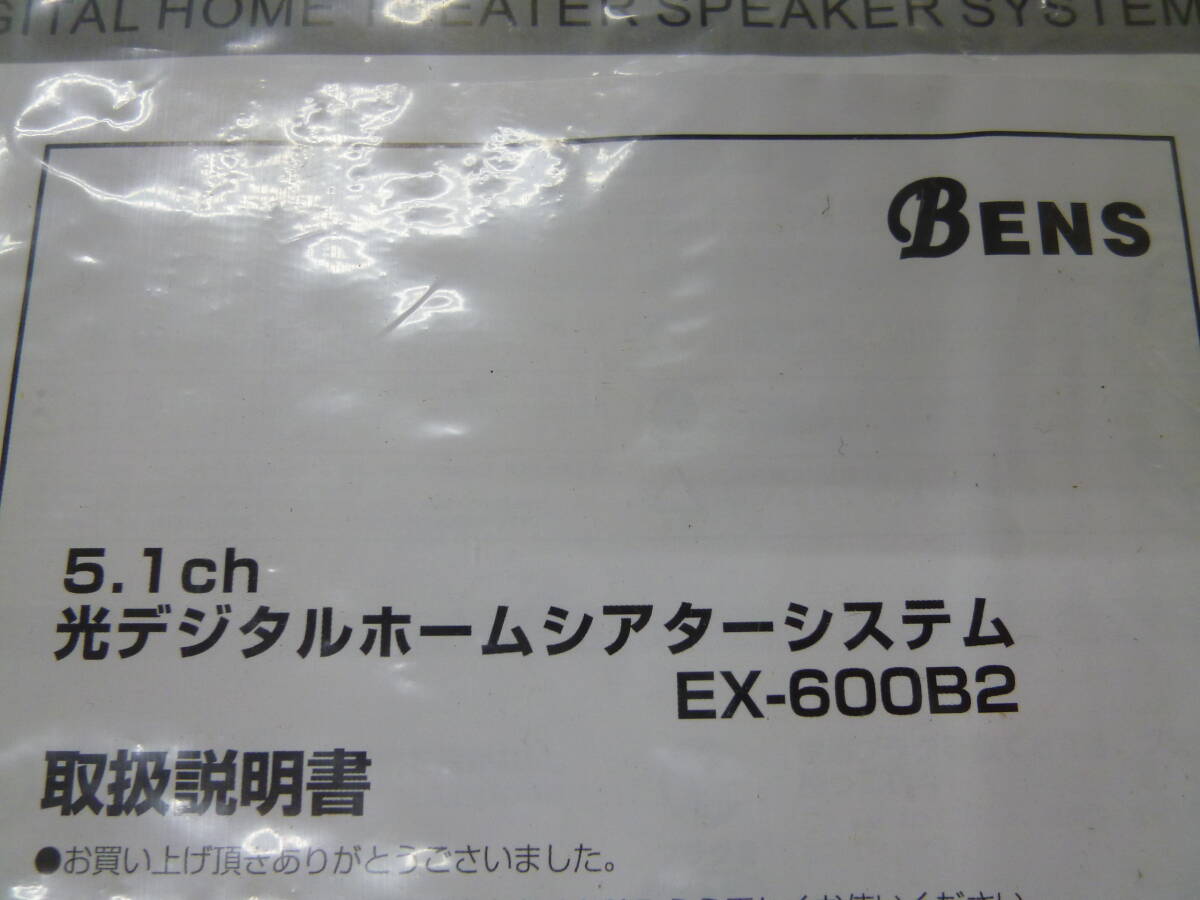 GITAL HOME THEATER SPEAKER SYSTEM
BENS
5.1ch
光デジタルホームシアターシステム
EX-600B2
取扱説明書
●お買い上げ頂きありがとうございました。